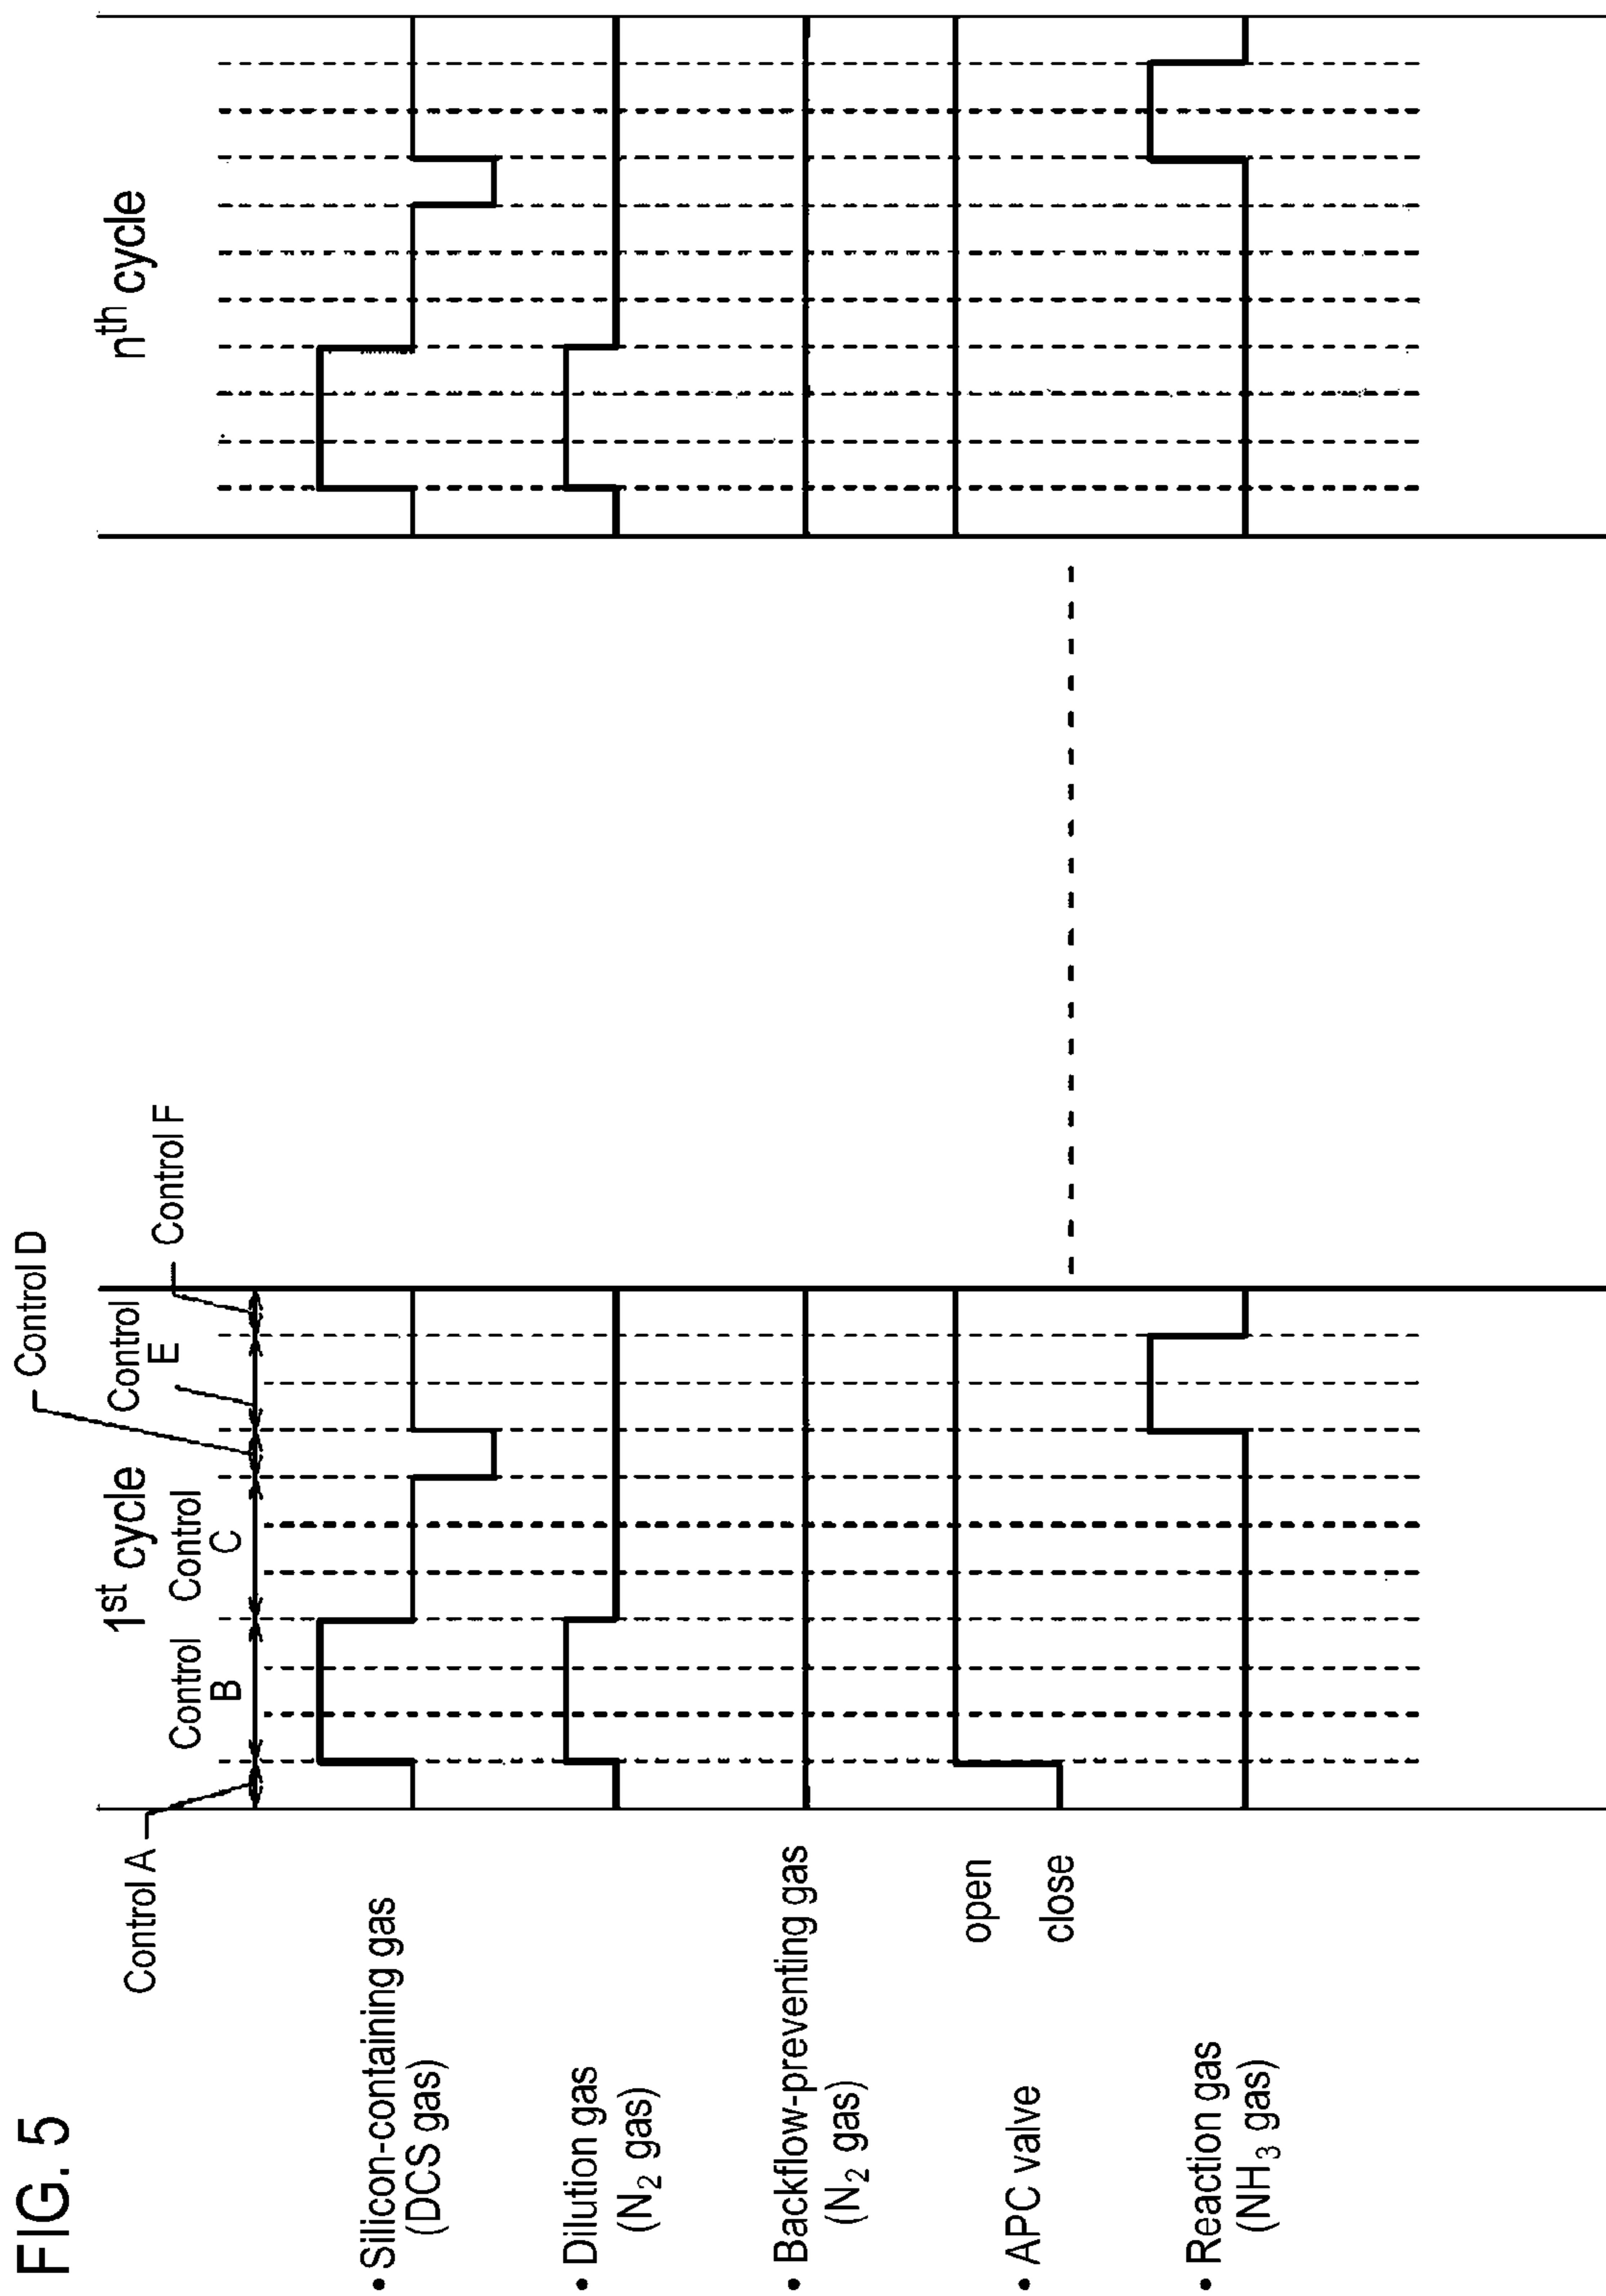 FIG. 5
1st cycle
nth cycle
Control A
Control
B
Control
C
Control D
Control
E
Control F
• Silicon-containing gas
(DCS gas)
• Dilution gas
(N2 gas)
• Backflow-preventing gas
(N2 gas)
• APC valve
open
close
• Reaction gas
(NH3 gas)